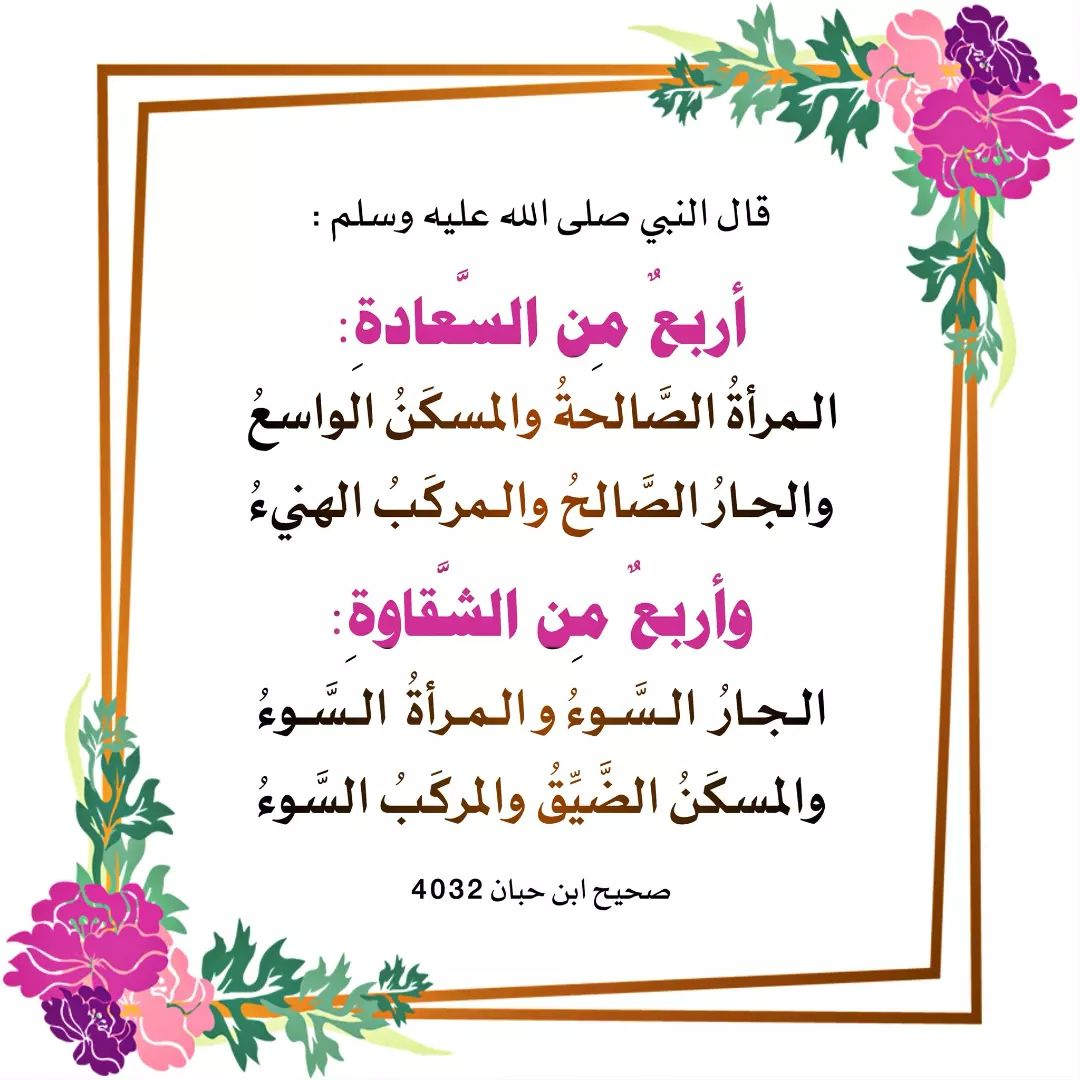 قال النبي صلى الله عليه وسلم :
أربعٌ مِن السَّعادةِ:
المرأةُ الصَّالحةُ والمسكَنُ الواسعُ
والجارُ الصَّالحُ والمركَبُ الهنيءُ
وأربعٌ مِن الشَّقاوةِ:
الجارُ السَّوءُ والمرأةُ السَّوءُ
والمسكَنُ الضَّيِّقُ والمركَبُ السَّوءُ
صحيح ابن حبان 4032